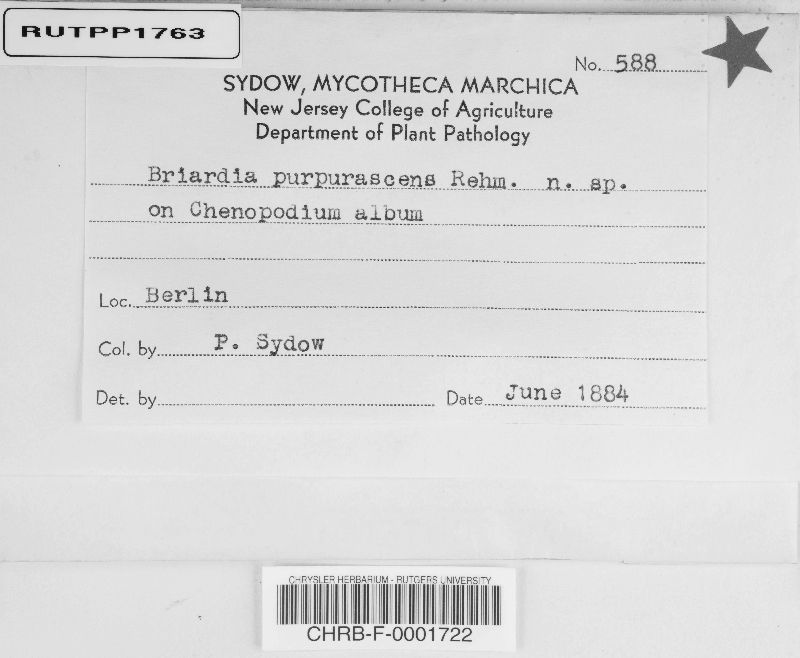 RUTPP1763
No. 588
SYDOW, MYCOTHECA MARCHICA
New Jersey College of Agriculture
Department of Plant Pathology
Briardia purpurascens Rehm. n. sp.
on Chenopodium album
Loc. Berlin
Col. by P. Sydow
Det. by Date June 1884
CHRYSLER HERBARIUM - RUTGERS UNIVERSITY
CHRB-F-0001722